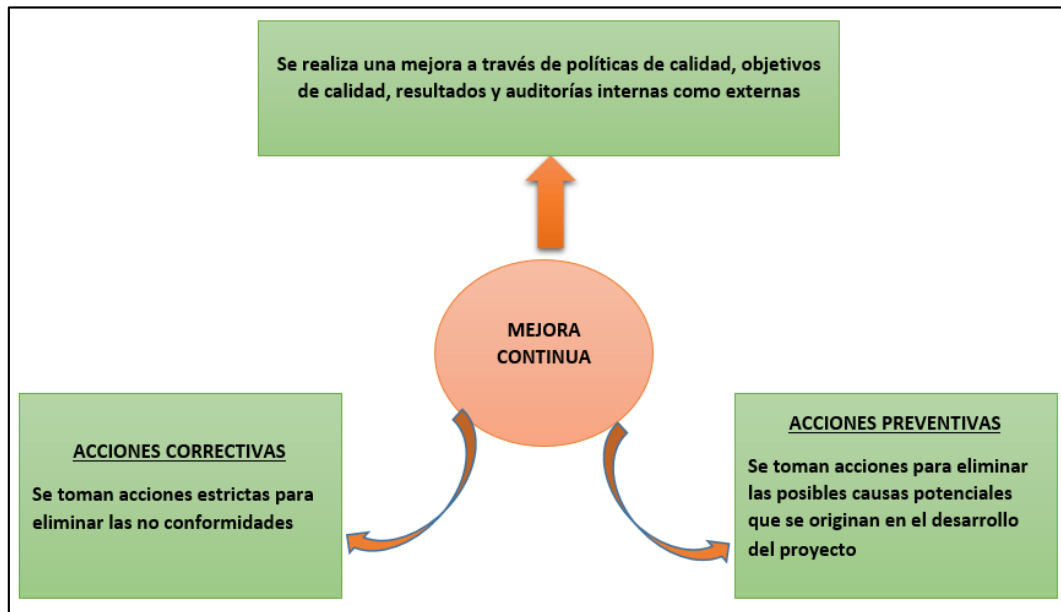 Se realiza una mejora a través de políticas de calidad, objetivos
de calidad, resultados y auditorías internas como externas
MEJORA
CONTINUA
ACCIONES CORRECTIVAS
Se toman acciones estrictas para
eliminar las no conformidades
ACCIONES PREVENTIVAS
Se toman acciones para eliminar
las posibles causas potenciales
que se originan en el desarrollo
del proyecto